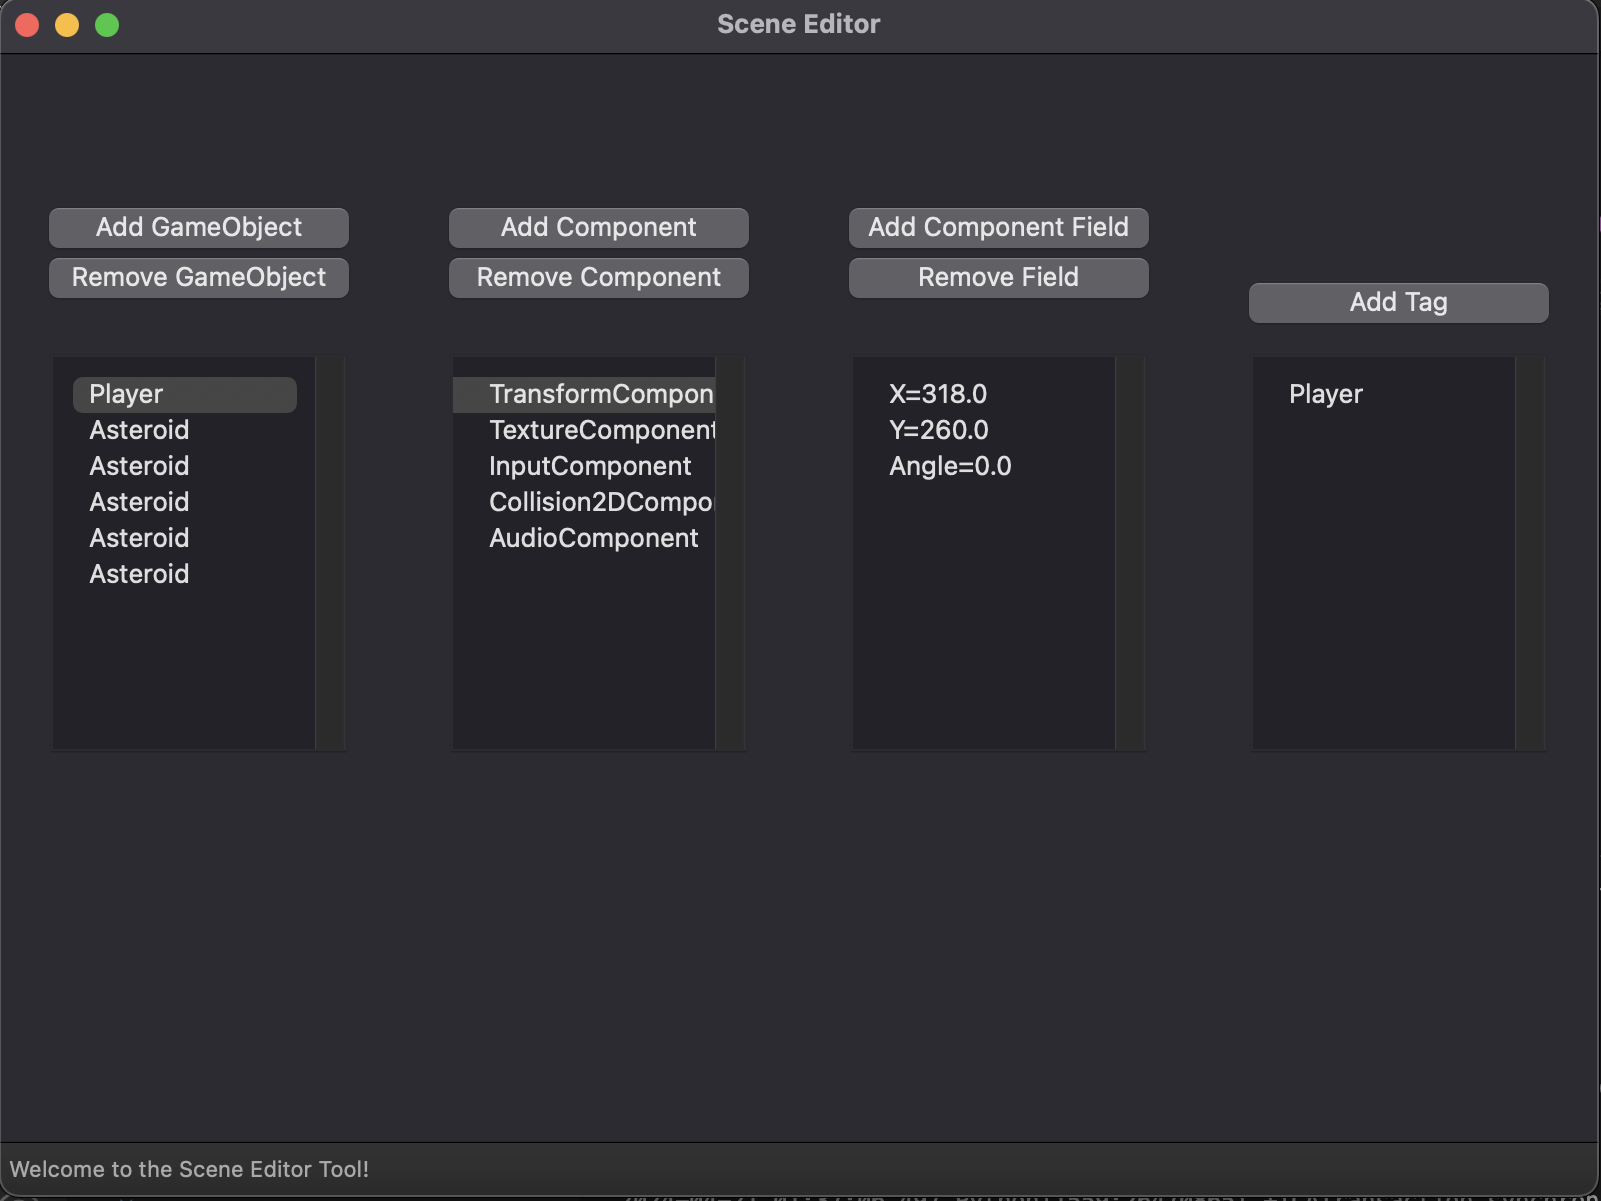 Scene Editor
Add GameObject
Remove GameObject
Add Component
Remove Component
Add Component Field
Remove Field
Add Tag
Player
Asteroid
Asteroid
Asteroid
Asteroid
Asteroid
TransformCompon
TextureComponent
InputComponent
Collision2DCompo
AudioComponent
X=318.0
Y=260.0
Angle=0.0
Player
Welcome to the Scene Editor Tool!